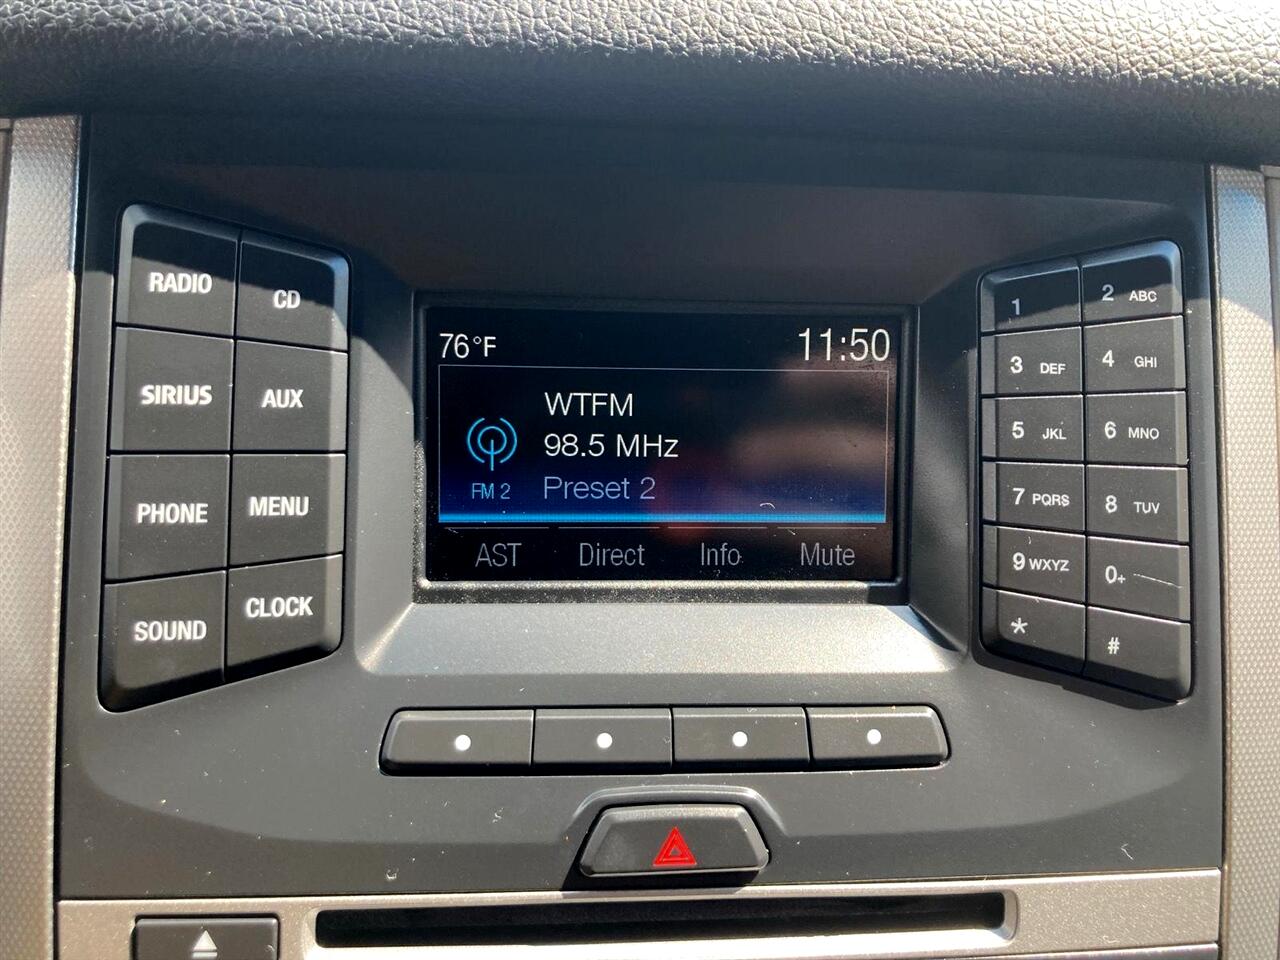 RADIO
CD
SIRIUS
AUX
PHONE
MENU
SOUND
CLOCK
76°F 11:50
WTFM
98.5 MHz
FM 2 Preset 2
AST Direct Info Mute
1
2 ABC
3 DEF
4 GHI
5 JKL
6 MNO
7 PQRS
8 TUV
9 WXYZ
0+
*
#